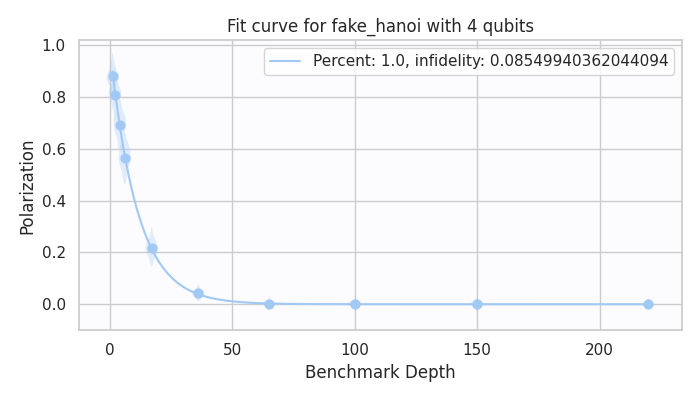 Fit curve for fake_hanoi with 4 qubits
Percent: 1.0, infidelity: 0.08549940362044094
1.0
0.8
0.6
0.4
0.2
0.0
Polarization
0 50 100 150 200
Benchmark Depth